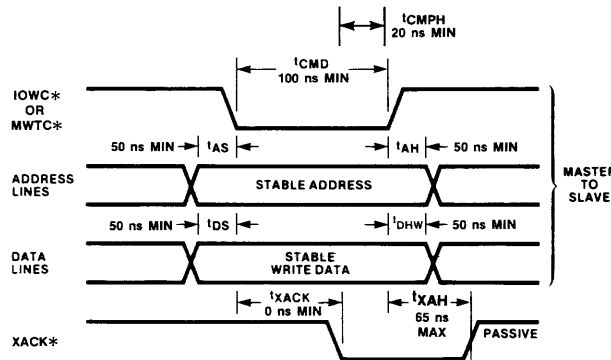 tCMPH
20 ns MIN
tCMD
100 ns MIN
IOWC*
OR
MWTC*
50 ns MIN
tAS
tAH
50 ns MIN
ADDRESS
LINES
STABLE ADDRESS
MASTER
TO
SLAVE
50 ns MIN
tDS
tDHW
50 ns MIN
DATA
LINES
STABLE
WRITE DATA
tXACK
0 ns MIN
tXAH
65 ns
MAX
XACK*
PASSIVE